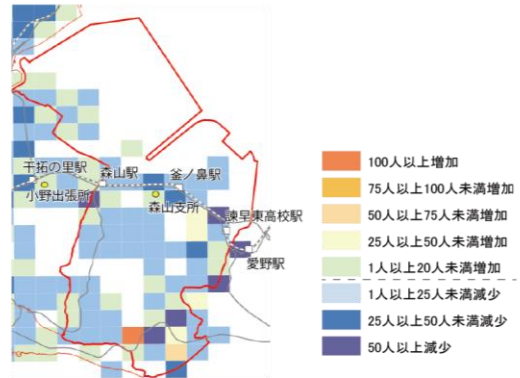 干拓の里駅
小野出張所
森山駅
釜ノ鼻駅
森山支所
諫早東高校駅
愛野駅
100人以上増加
75人以上100人未満増加
50人以上75人未満増加
25人以上50人未満増加
1人以上20人未満増加
1人以上25人未満減少
25人以上50人未満減少
50人以上減少